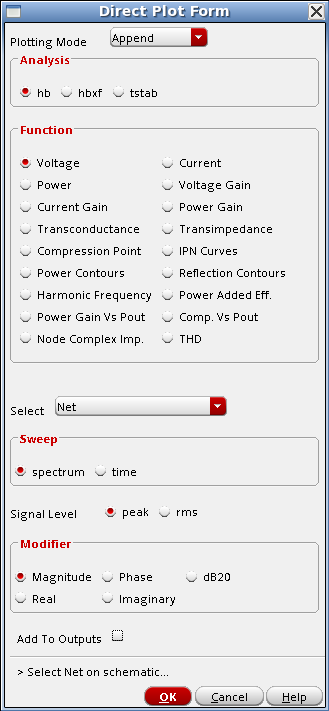 Direct Plot Form
Plotting Mode Append
Analysis
hb hbxf tstab
Function
Voltage Current
Power Voltage Gain
Current Gain Power Gain
Transconductance Transimpedance
Compression Point IPN Curves
Power Contours Reflection Contours
Harmonic Frequency Power Added Eff.
Power Gain Vs Pout Comp. Vs Pout
Node Complex Imp. THD
Select Net
Sweep
spectrum time
Signal Level peak rms
Modifier
Magnitude Phase dB20
Real Imaginary
Add To Outputs
> Select Net on schematic...
OK Cancel Help